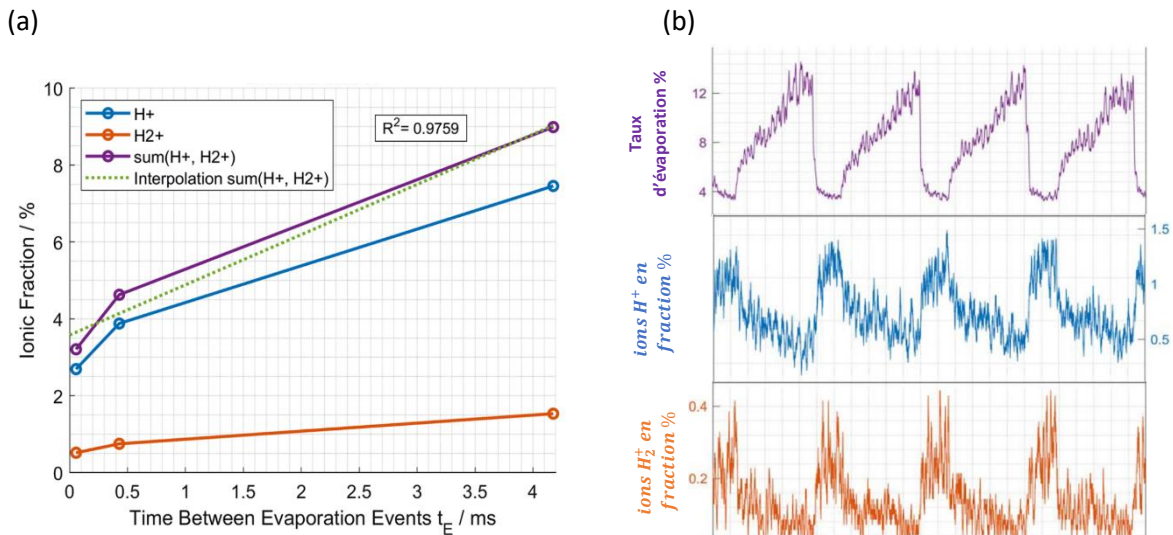 (a)
(b)
10
8
6
4
2
0
H+
H2+
sum(H+, H2+)
Interpolation sum(H+, H2+)
R²= 0.9759
Ionic Fraction / %
0
0.5
1
1.5
2
2.5
3
3.5
4
Time Between Evaporation Events t_E / ms
Taux
d'évaporation %
12
8
4
ions H⁺ en
fraction %
1.5
1
0.5
ions H₂⁺ en
fraction %
0.4
0.2